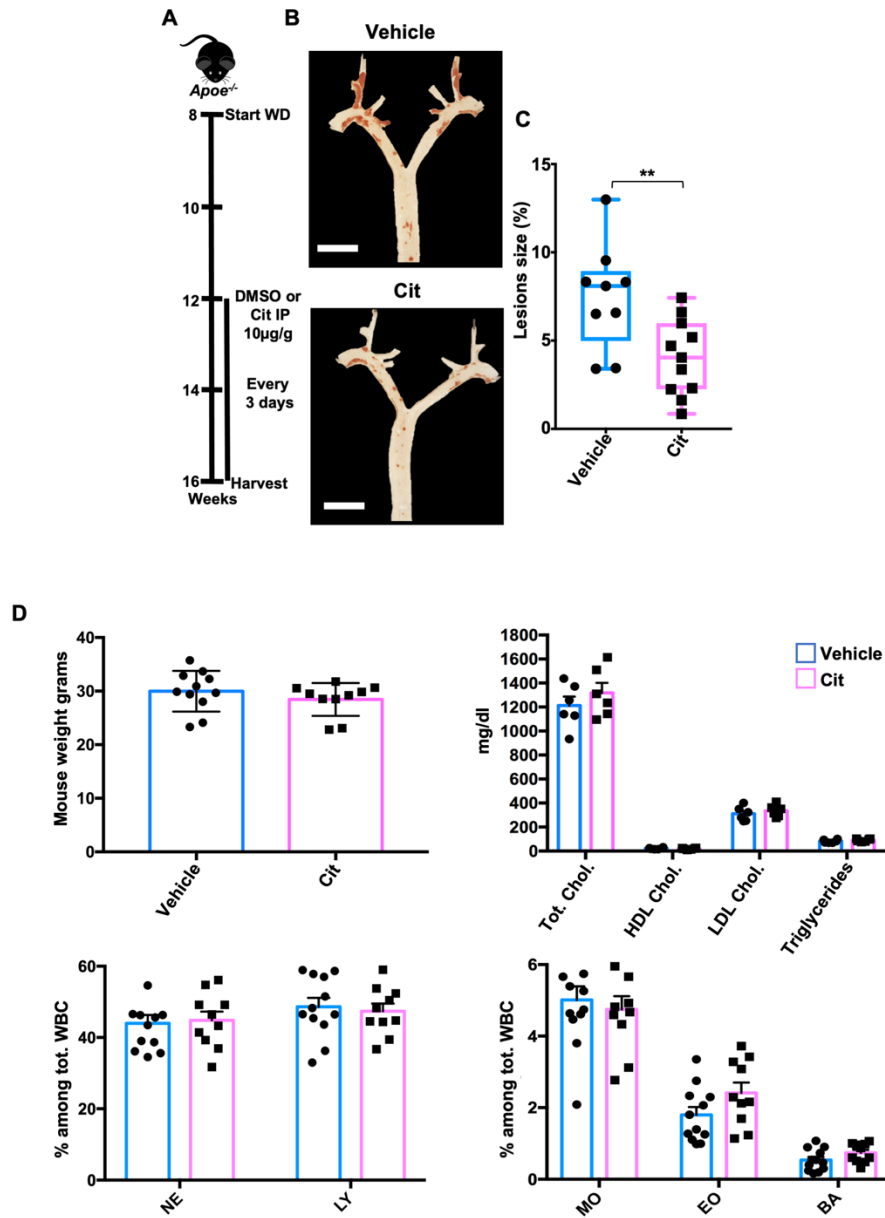 A
Apoe-/-
8
Start WD
10
12
DMSO or
Cit IP
10µg/g
14
Every
3 days
16
Harvest
Weeks
B
Vehicle
Cit
C
Lesions size (%)
15
10
5
0
**
Vehicle
Cit
D
Mouse weight grams
40
30
20
10
0
Vehicle
Cit
mg/dl
1800
1600
1400
1200
1000
800
600
400
200
0
Vehicle
Cit
Tot. Chol.
HDL Chol.
LDL Chol.
Triglycerides
% among tot. WBC
60
40
20
0
NE
LY
% among tot. WBC
6
4
2
0
MO
EO
BA